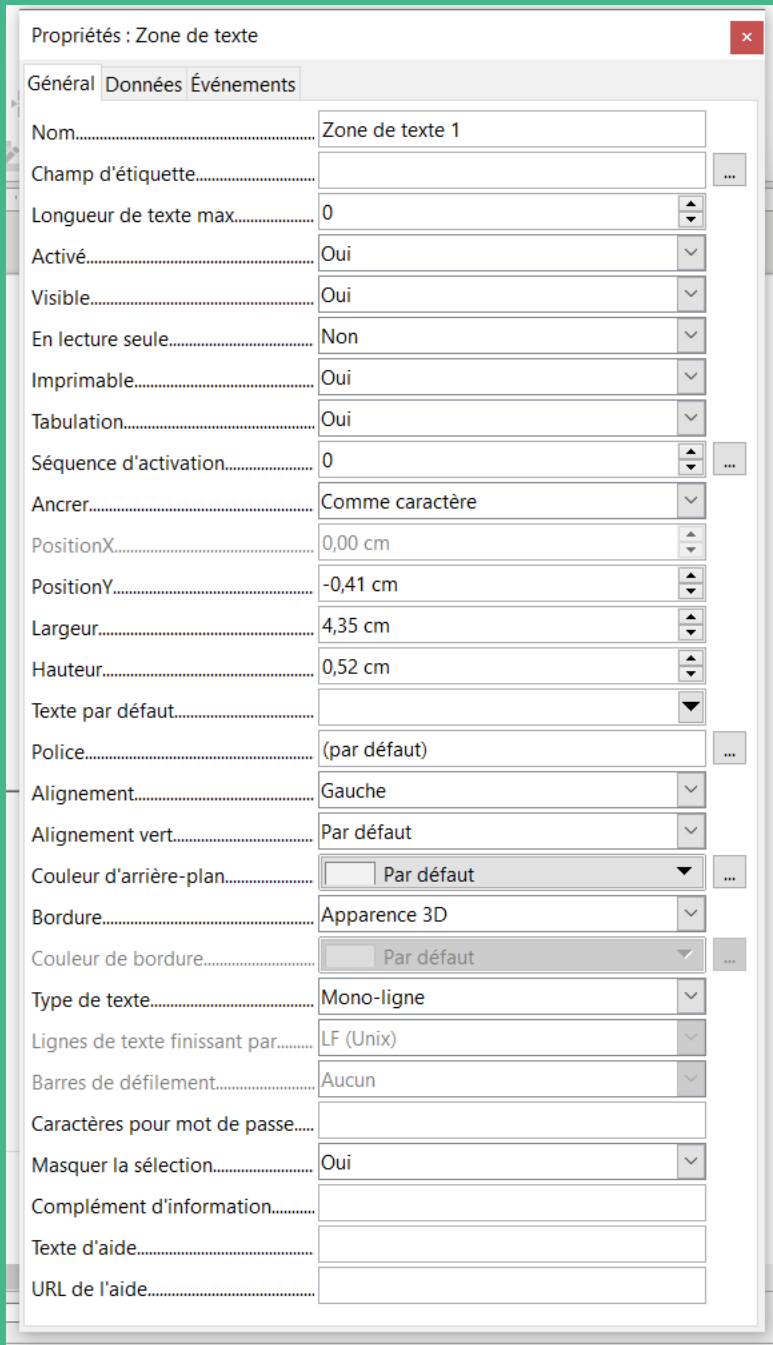 Propriétés : Zone de texte
Général Données Événements
Nom Zone de texte 1
Champ d'étiquette ...
Longueur de texte max. 0
Activé Oui
Visible Oui
En lecture seule Non
Imprimable Oui
Tabulation Oui
Séquence d'activation 0 ...
Ancrer Comme caractère
PositionX 0,00 cm
PositionY -0,41 cm
Largeur 4,35 cm
Hauteur 0,52 cm
Texte par défaut
Police (par défaut) ...
Alignement Gauche
Alignement vert. Par défaut
Couleur d'arrière-plan Par défaut ...
Bordure Apparence 3D
Couleur de bordure Par défaut ...
Type de texte Mono-ligne
Lignes de texte finissant par LF (Unix)
Barres de défilement Aucun
Caractères pour mot de passe
Masquer la sélection Oui
Complément d'information
Texte d'aide
URL de l'aide